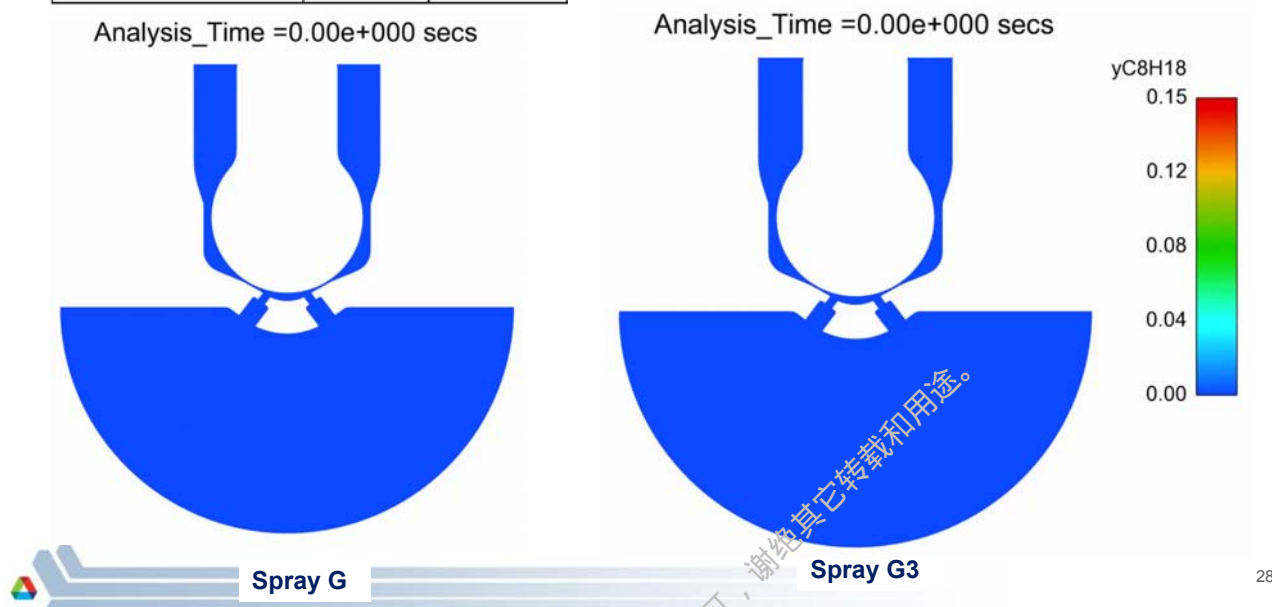 Analysis_Time =0.00e+000 secs
Analysis_Time =0.00e+000 secs
yC8H18
0.15
0.12
0.08
0.04
0.00
，谢绝其它转载和用途。
Spray G
Spray G3
28